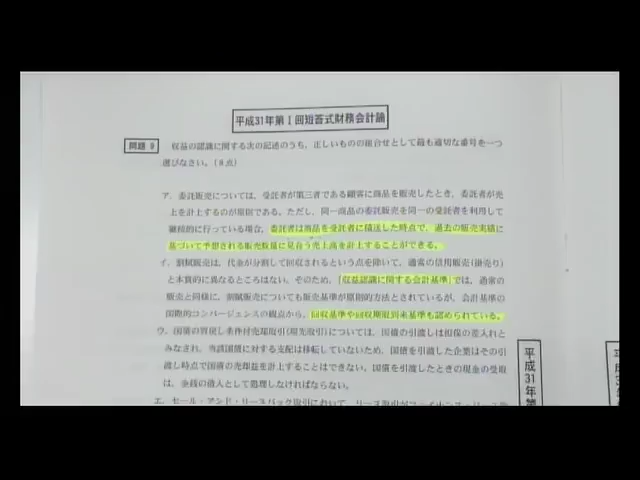 平成31年第Ⅰ回短答式財務会計論
問題 9 収益の認識に関する次の記述のうち、正しいものの組合せとして最も適切な番号を一つ
選びなさい。(8点)
ア．委託販売については、受託者が第三者である顧客に商品を販売したとき、委託者が売
上を計上するのが原則である。ただし、同一商品の委託販売を同一の受託者を利用して
継続的に行っている場合、委託者は商品を受託者に積送した時点で、過去の販売実績に
基づいて予想される販売数量に見合う売上高を計上することができる。
イ．割賦販売は、代金が分割して回収されるという点を除いて、通常の信用販売(掛売り)
と本質的に異なるところはない。そのため、「収益認識に関する会計基準」では、通常の
販売と同様に、割賦販売についても販売基準が原則的方法とされているが、会計基準の
国際的コンバージェンスの観点から、回収基準や回収期限到来基準も認められている。
ウ．国債の買戻し条件付売却取引(現先取引)については、国債の引渡しは担保の差入れと
みなされ、当該国債に対する支配は移転していないため、国債を引渡した企業はその引
渡し時点で国債の売却益を計上することはできない。国債を引渡したときの現金の受取
は、金銭の借入として処理しなければならない。
エ．セール・アンド・リースバック取引において、リース取引がファイナンス・リース取
平成31年第
平成31